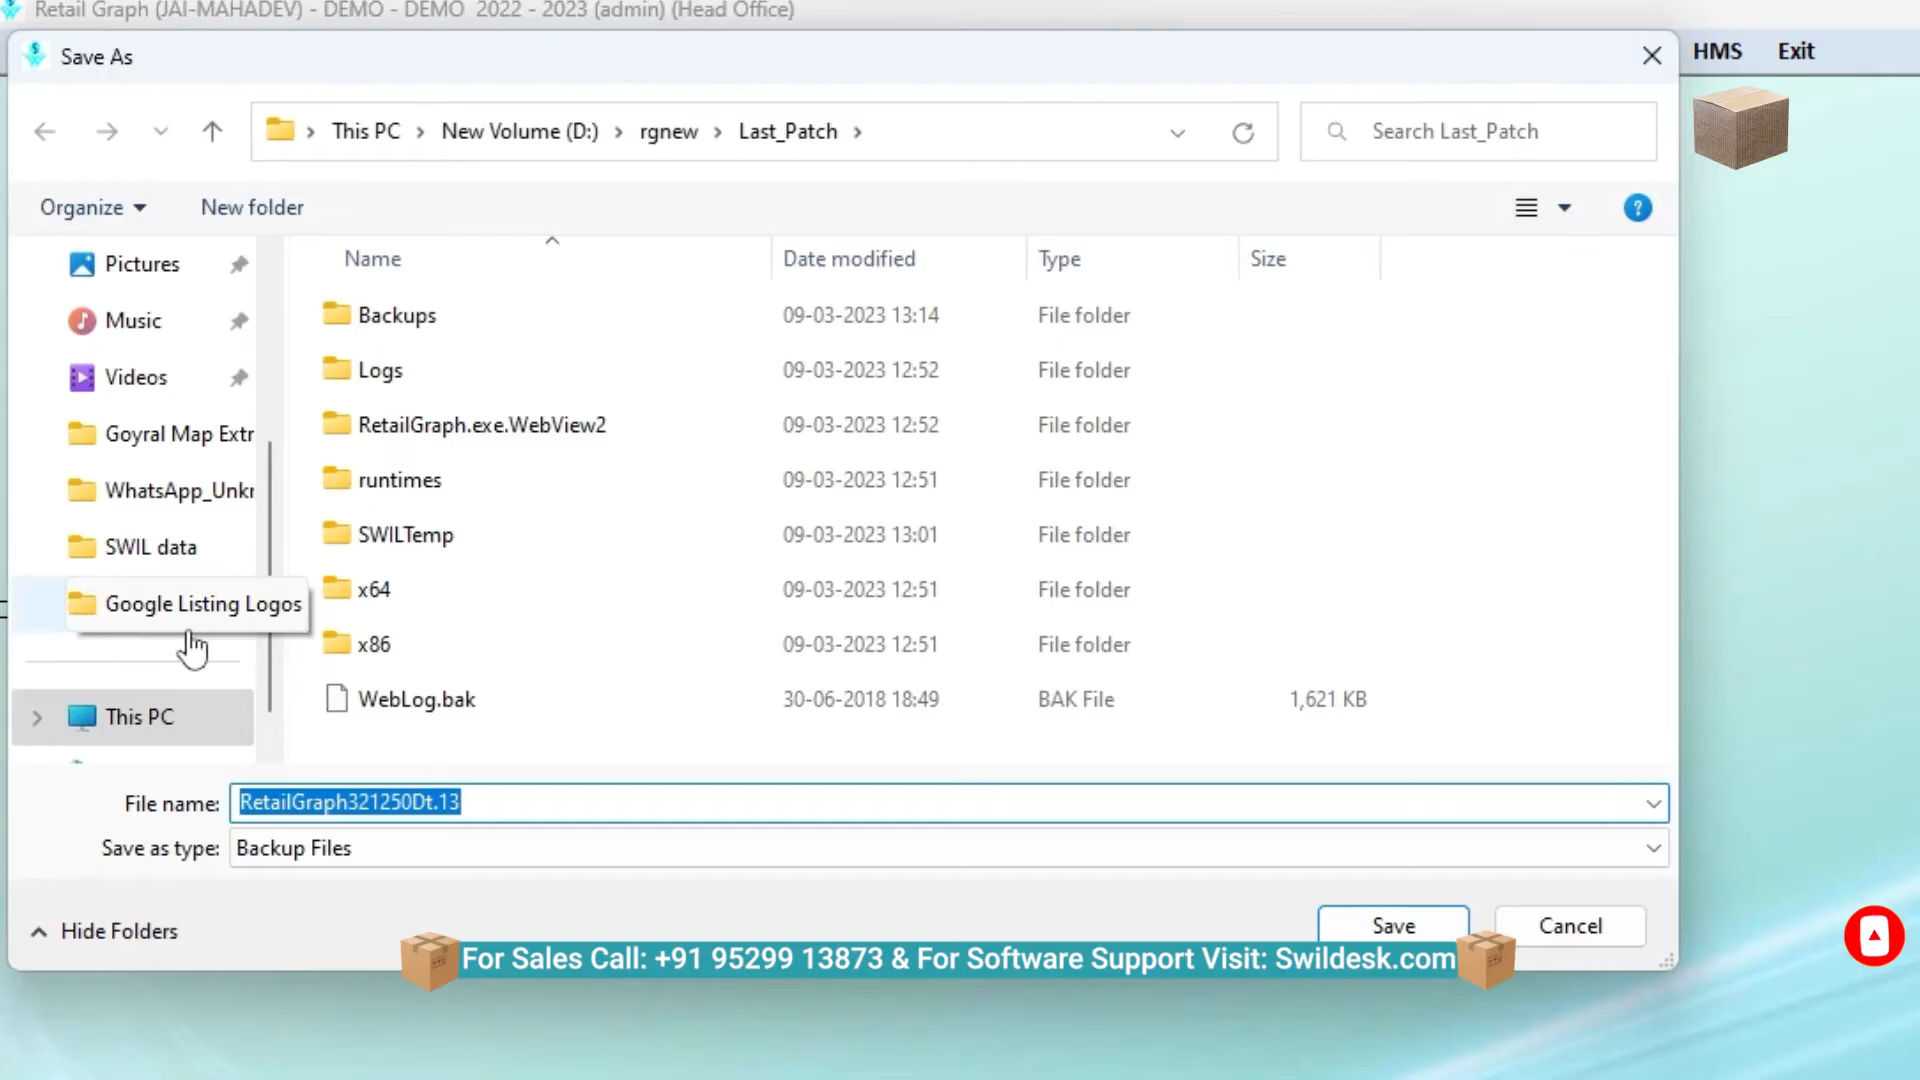 Retail Graph (JAI-MAHADEV) - DEMO - DEMO 2022 - 2023 (admin) (Head Office)
Save As
HMS Exit
This PC New Volume (D:) rgnew Last_Patch
Search Last_Patch
Organize New folder
Name Date modified Type Size
Pictures
Music
Videos
Goyral Map Extr
WhatsApp_Unkr
SWIL data
Google Listing Logos
This PC
Backups 09-03-2023 13:14 File folder
Logs 09-03-2023 12:52 File folder
RetailGraph.exe.WebView2 09-03-2023 12:52 File folder
runtimes 09-03-2023 12:51 File folder
SWILTemp 09-03-2023 13:01 File folder
x64 09-03-2023 12:51 File folder
x86 09-03-2023 12:51 File folder
WebLog.bak 30-06-2018 18:49 BAK File 1,621 KB
File name: RetailGraph321250Dt.13
Save as type: Backup Files
Hide Folders
Save Cancel
For Sales Call: +91 95299 13873 & For Software Support Visit: Swildesk.com